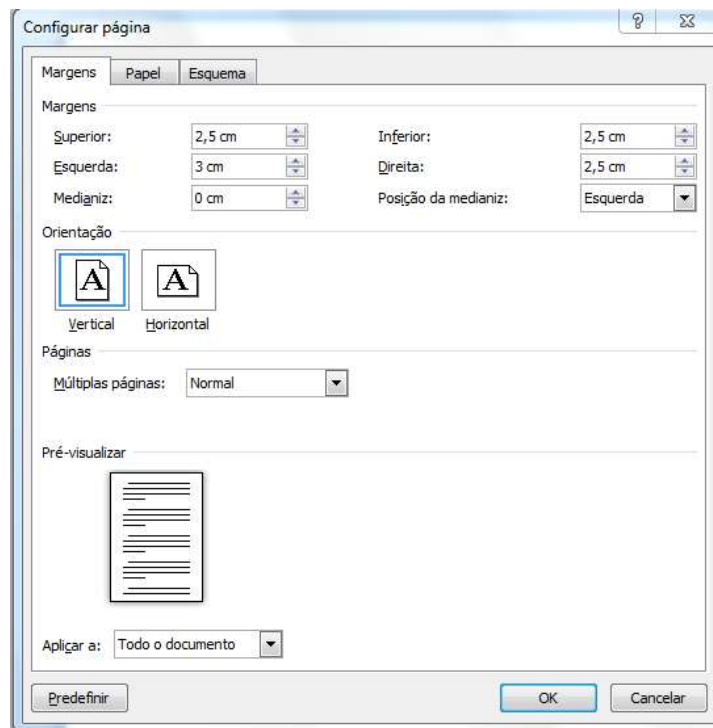 Configurar página
Margens Papel Esquema
Margens
Superior: 2,5 cm Inferior: 2,5 cm
Esquerda: 3 cm Direita: 2,5 cm
Medianiz: 0 cm Posição da medianiz: Esquerda
Orientação
A A
Vertical Horizontal
Páginas
Múltiplas páginas: Normal
Pré-visualizar
Aplicar a: Todo o documento
Predefinir OK Cancelar